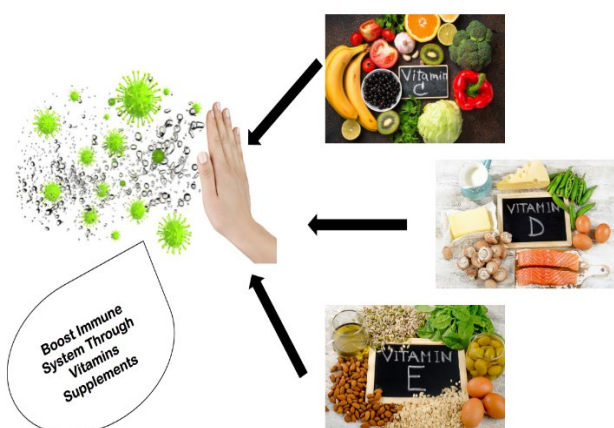 Vitamin
C
VITAMIN
D
VITAMIN
E
Boost Immune
System Through
Vitamins
Supplements